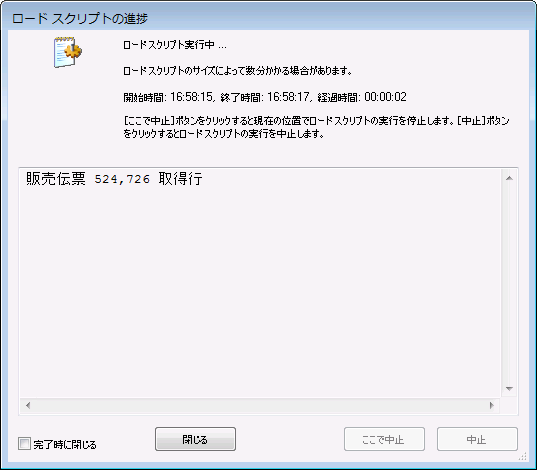 ロード スクリプトの進捗
ロードスクリプト実行中 ...
ロードスクリプトのサイズによって数分かかる場合があります。
開始時間: 16:58:15, 終了時間: 16:58:17, 経過時間: 00:00:02
[ここで中止]ボタンをクリックすると現在の位置でロードスクリプトの実行を停止します。[中止]ボタン
をクリックするとロードスクリプトの実行を中止します。
販売伝票 524,726 取得行
完了時に閉じる
閉じる
ここで中止
中止